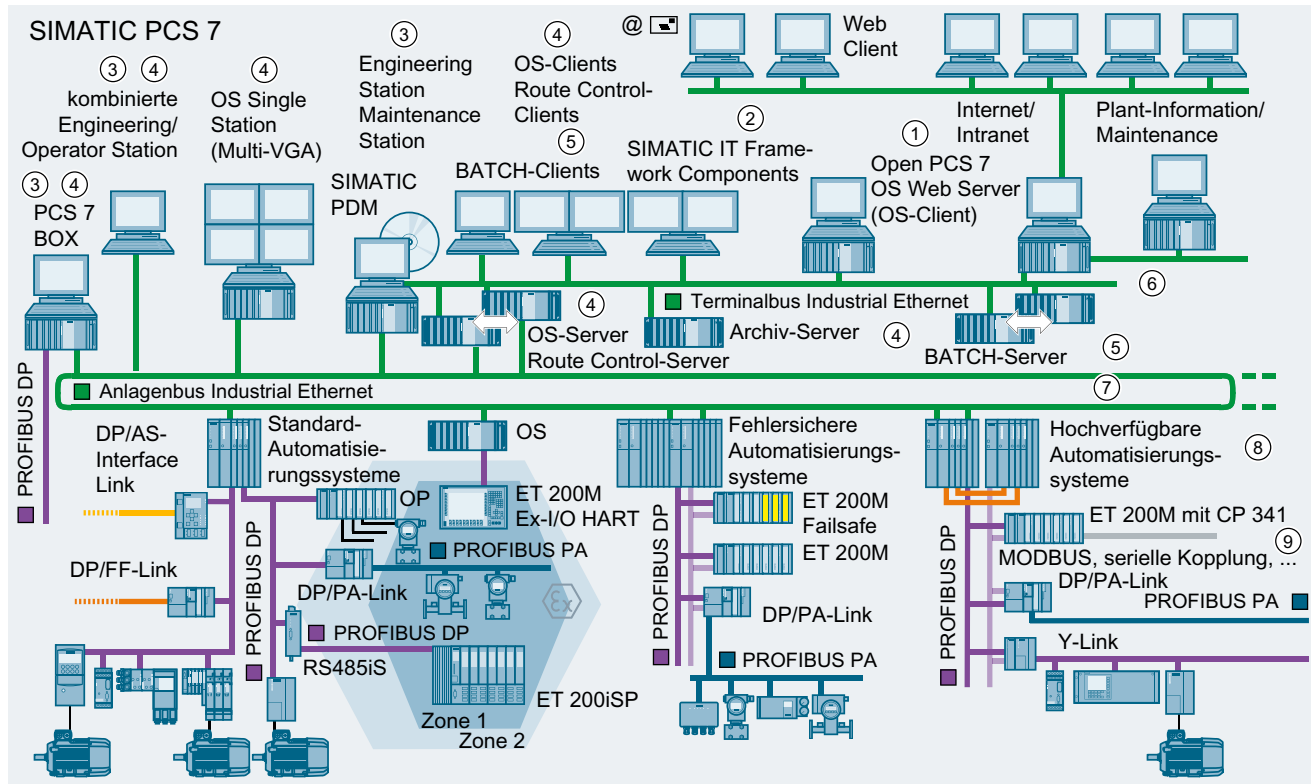 SIMATIC PCS 7
③ ④
kombinierte
Engineering/
Operator Station
③ ④
PCS 7
BOX
④
OS Single
Station
(Multi-VGA)
③
Engineering
Station
Maintenance
Station
SIMATIC
PDM
④
OS-Clients
Route Control-
Clients
⑤
BATCH-Clients
②
SIMATIC IT Frame-
work Components
@
Web
Client
①
Open PCS 7
OS Web Server
(OS-Client)
Internet/
Intranet
Plant-Information/
Maintenance
⑥
Terminalbus Industrial Ethernet
④
OS-Server
Route Control-Server
Archiv-Server
④
BATCH-Server
⑤
Anlagenbus Industrial Ethernet
⑦
PROFIBUS DP
DP/AS-
Interface
Link
Standard-
Automatisie-
rungssysteme
OS
Fehlersichere
Automatisierungs-
systeme
Hochverfügbare
Automatisierungs-
systeme
⑧
OP
ET 200M
Ex-I/O HART
PROFIBUS PA
DP/FF-Link
PROFIBUS DP
DP/PA-Link
Ex
PROFIBUS DP
RS485iS
ET 200iSP
Zone 1
Zone 2
PROFIBUS DP
ET 200M
Failsafe
ET 200M
DP/PA-Link
PROFIBUS PA
PROFIBUS DP
ET 200M mit CP 341
⑨
MODBUS, serielle Kopplung, ...
DP/PA-Link
PROFIBUS PA
Y-Link